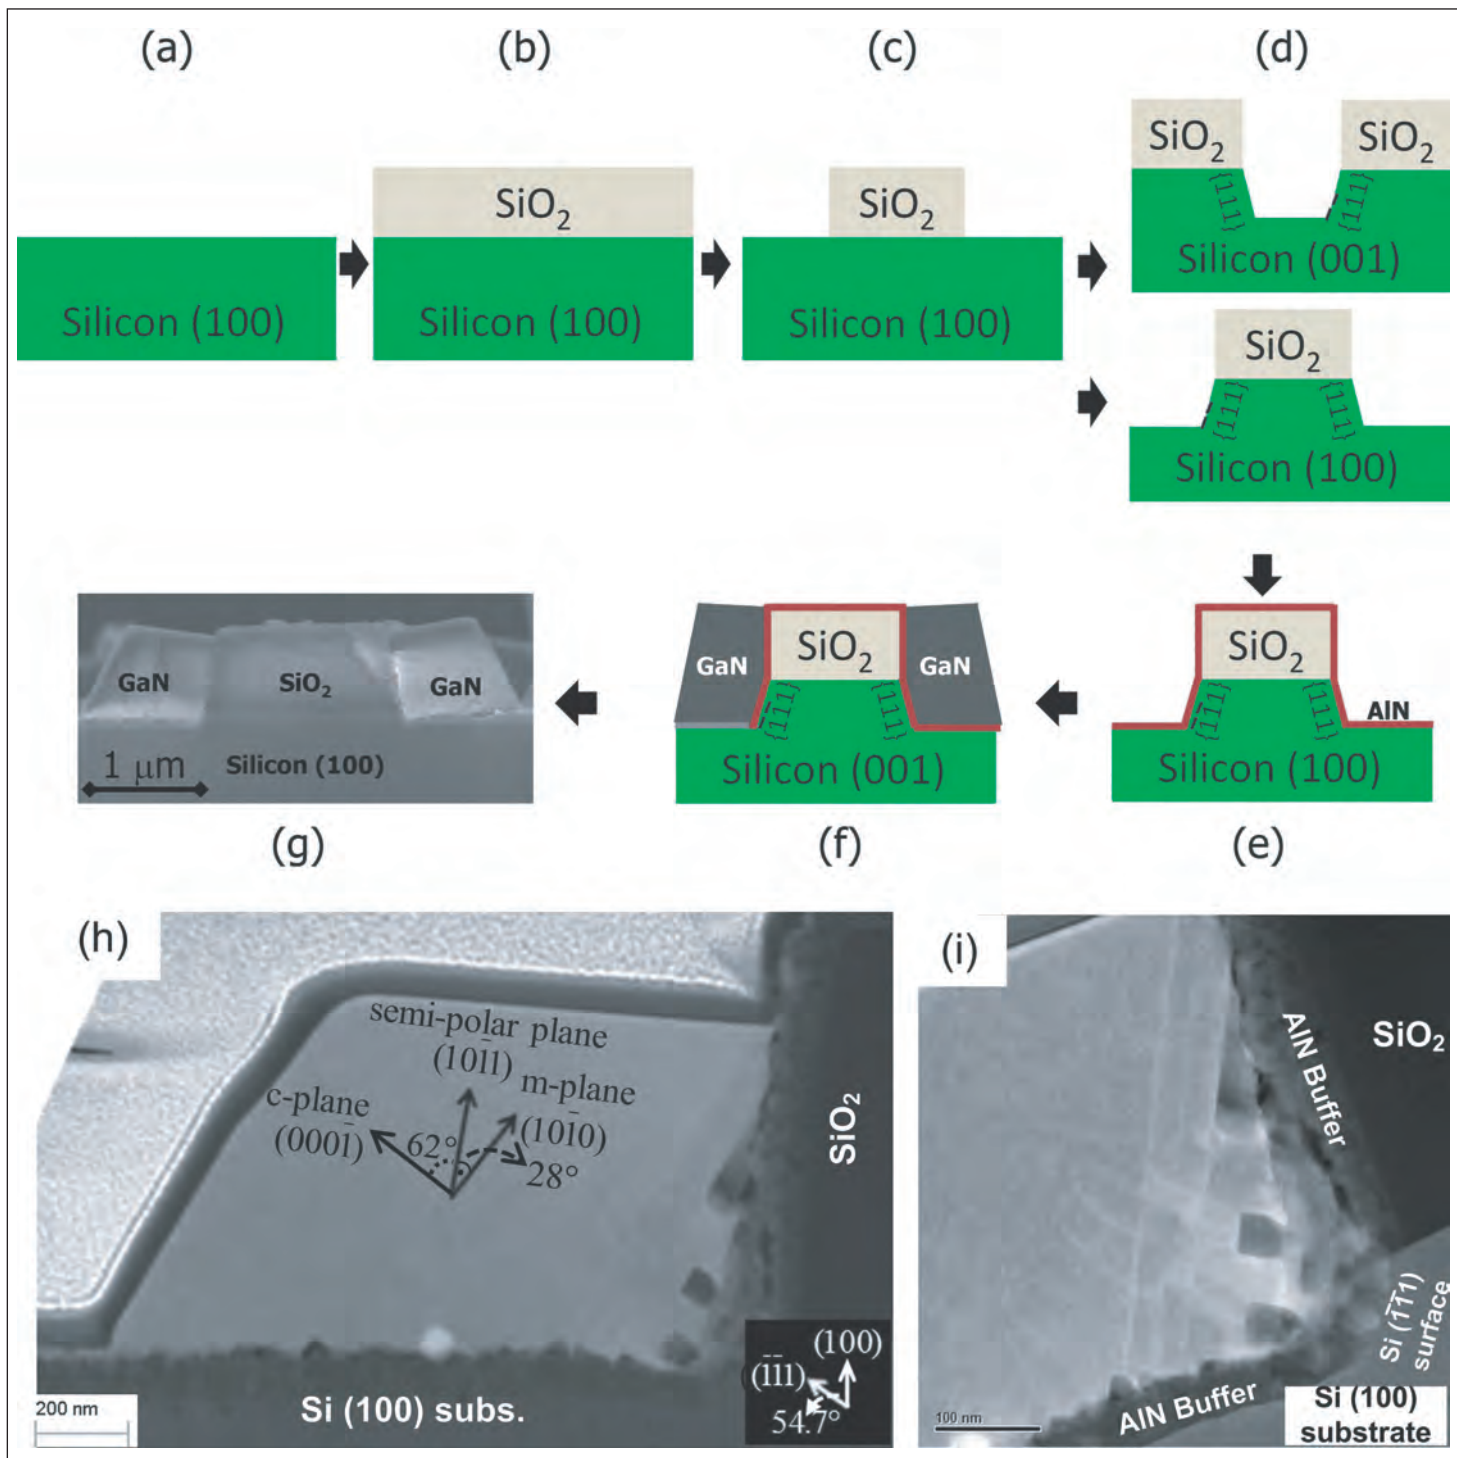 (a)
(b)
(c)
(d)
Silicon (100)
SiO₂
Silicon (100)
SiO₂
Silicon (100)
SiO₂
SiO₂
{111}
{111}
Silicon (001)
SiO₂
{111}
{111}
Silicon (100)
GaN
SiO₂
GaN
1 μm
Silicon (100)
(g)
GaN
SiO₂
GaN
{111}
{111}
Silicon (001)
(f)
SiO₂
{111}
{111}
AlN
Silicon (100)
(e)
(h)
semi-polar plane
(101̄1̄)
c-plane
(0001̄)
m-plane
(101̄0)
62°
28°
SiO₂
200 nm
Si (100) subs.
(100)
(1̄1̄1)
54.7°
(i)
AlN Buffer
SiO₂
Si (1̄1̄1)
surface
100 nm
AlN Buffer
Si (100)
substrate